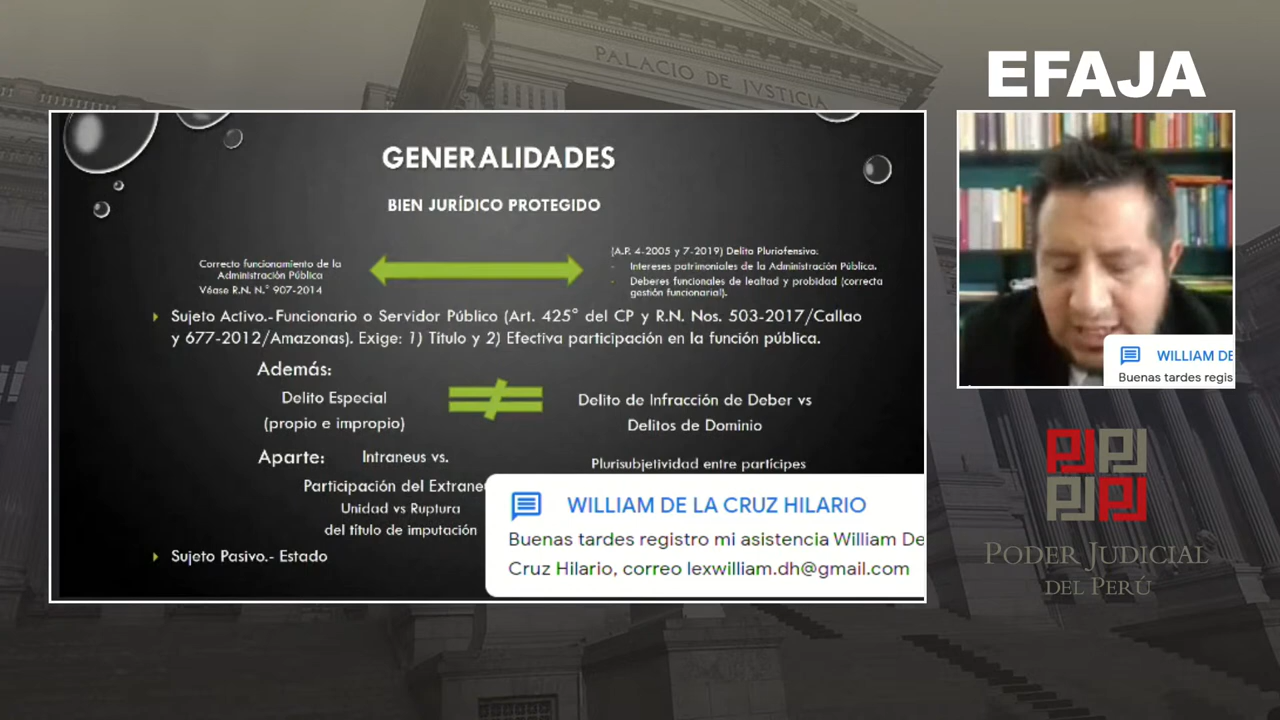 PALACIO DE JVSTICIA
EFAJA
GENERALIDADES
BIEN JURÍDICO PROTEGIDO
Correcto funcionamiento de la
Administración Pública
Véase R.N. N.° 907-2014
(A.P. 4-2005 y 7-2019) Delito Pluriofensivo:
- Intereses patrimoniales de la Administración Pública.
- Deberes funcionales de lealtad y probidad (correcta
gestión funcionarial).
Sujeto Activo.- Funcionario o Servidor Público (Art. 425° del CP y R.N. Nos. 503-2017/Callao
y 677-2012/Amazonas). Exige: 1) Título y 2) Efectiva participación en la función pública.
Además:
Delito Especial
(propio e impropio)
Delito de Infracción de Deber vs
Delitos de Dominio
Aparte: Intraneus vs.
Participación del Extraneu
Unidad vs Ruptura
del título de imputación
Plurisubjetividad entre partícipes
Sujeto Pasivo.- Estado
WILLIAM DE LA CRUZ HILARIO
Buenas tardes registro mi asistencia William De
Cruz Hilario, correo lexwilliam.dh@gmail.com
WILLIAM DE
Buenas tardes regis
PODER JUDICIAL
DEL PERÚ